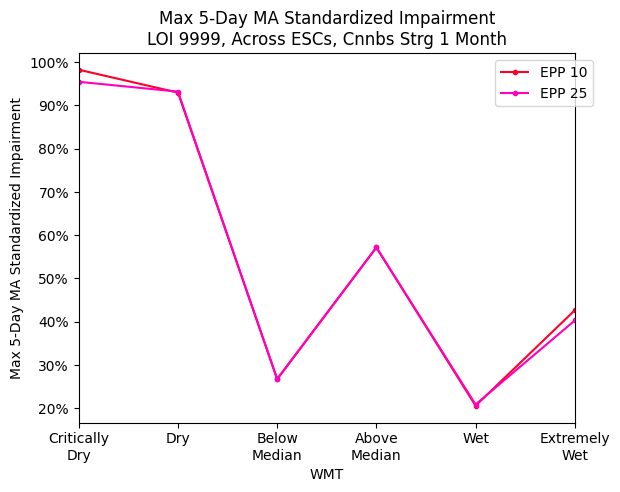 Max 5-Day MA Standardized Impairment
LOI 9999, Across ESCs, Cnnbs Strg 1 Month
EPP 10
EPP 25
Max 5-Day MA Standardized Impairment
100%
90%
80%
70%
60%
50%
40%
30%
20%
Critically
Dry
Dry
Below
Median
Above
Median
Wet
Extremely
Wet
WMT